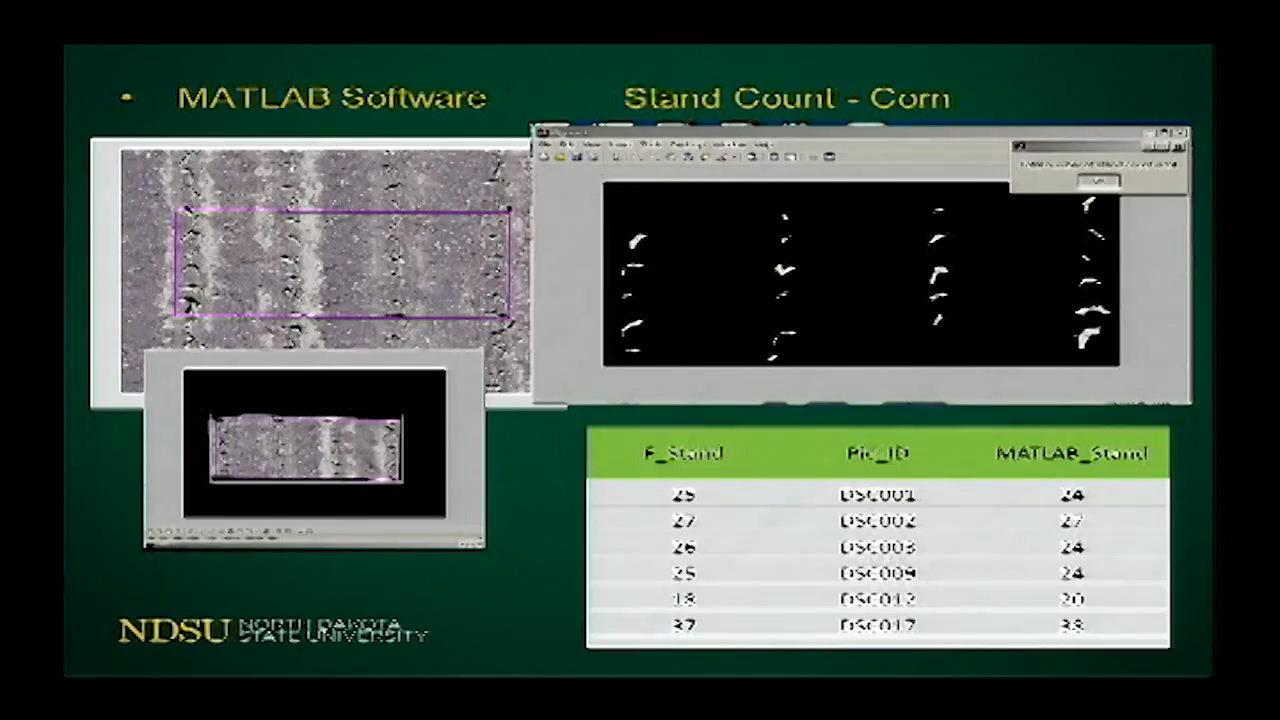 • MATLAB Software
Stand Count - Corn
F_Stand Pic_ID MATLAB_Stand
25 DSC001 24
27 DSC002 27
26 DSC003 24
25 DSC009 24
18 DSC012 20
37 DSC017 38
NDSU NORTH DAKOTA
STATE UNIVERSITY